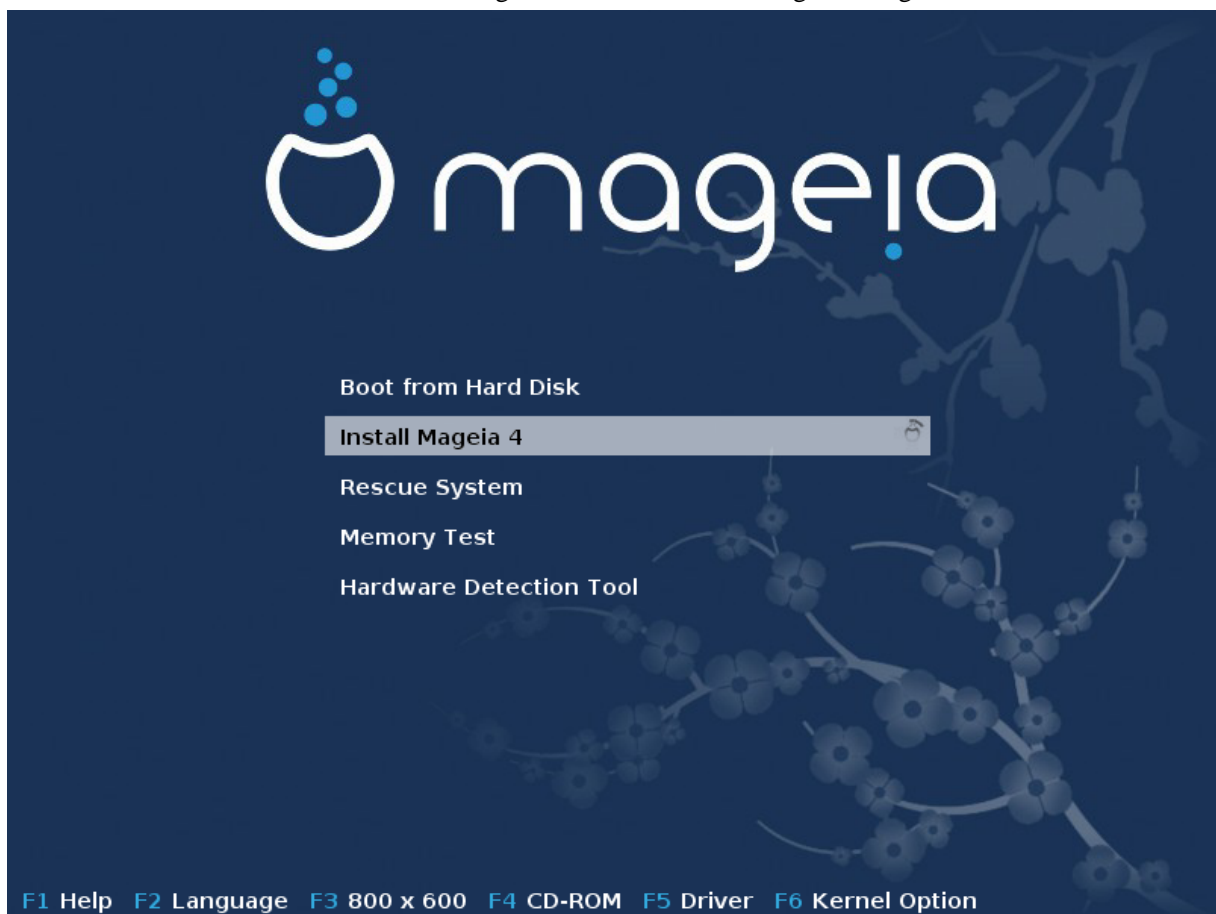 mageia
Boot from Hard Disk
Install Mageia 4
Rescue System
Memory Test
Hardware Detection Tool
F1 Help F2 Language F3 800 x 600 F4 CD-ROM F5 Driver F6 Kernel Option